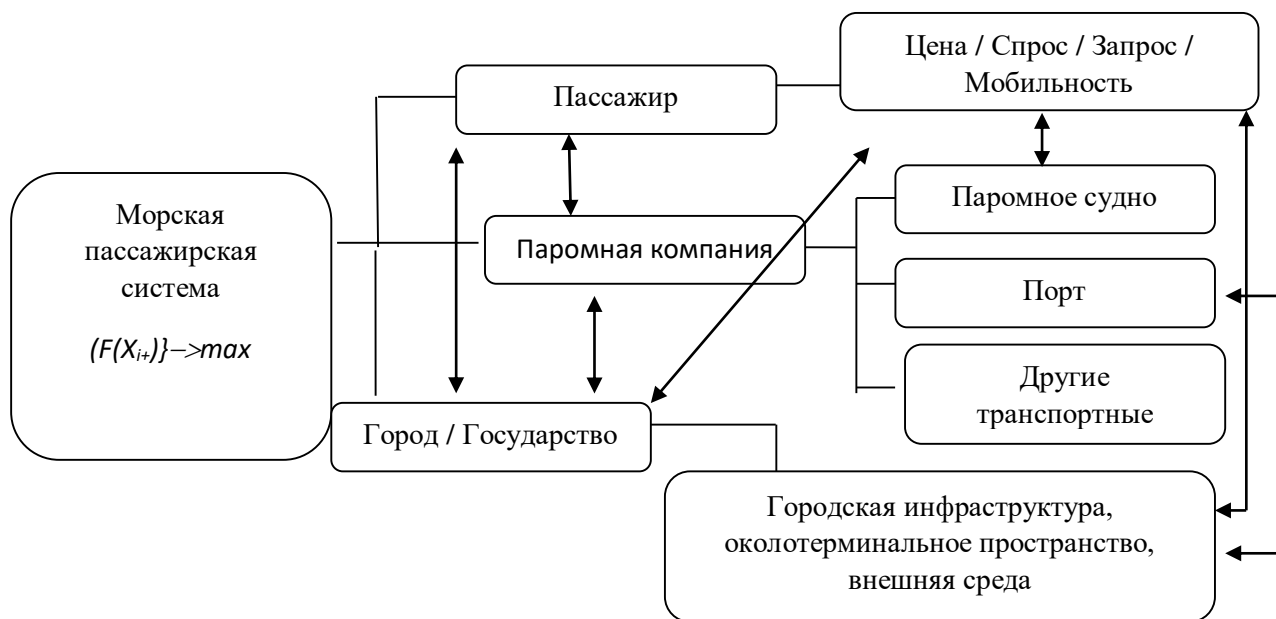 Цена / Спрос / Запрос /
Мобильность
Пассажир
Паромное судно
Морская
пассажирская
система
(F(Xi+)}–>max
Паромная компания
Порт
Другие
транспортные
Город / Государство
Городская инфраструктура,
околотерминальное пространство,
внешняя среда